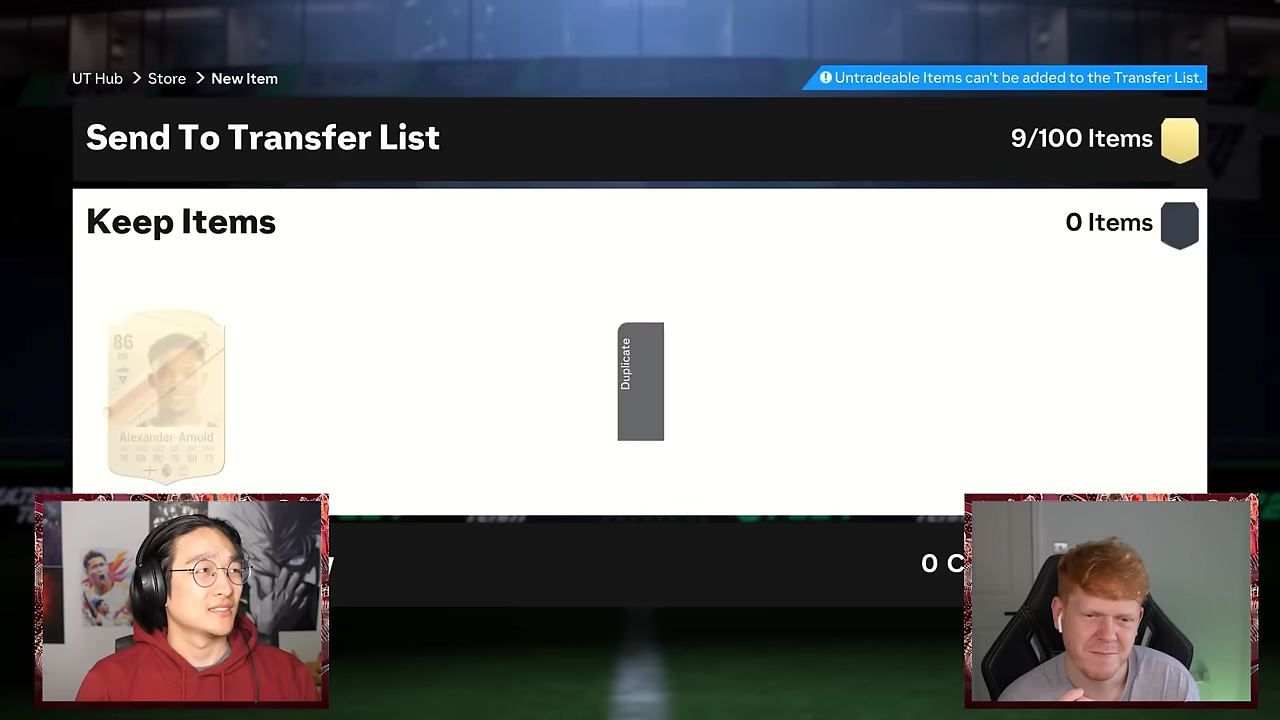 UT Hub > Store > New Item
Untradeable Items can't be added to the Transfer List.
Send To Transfer List
9/100 Items
Keep Items
0 Items
86
Duplicate
Alexander-Arnold
0 C